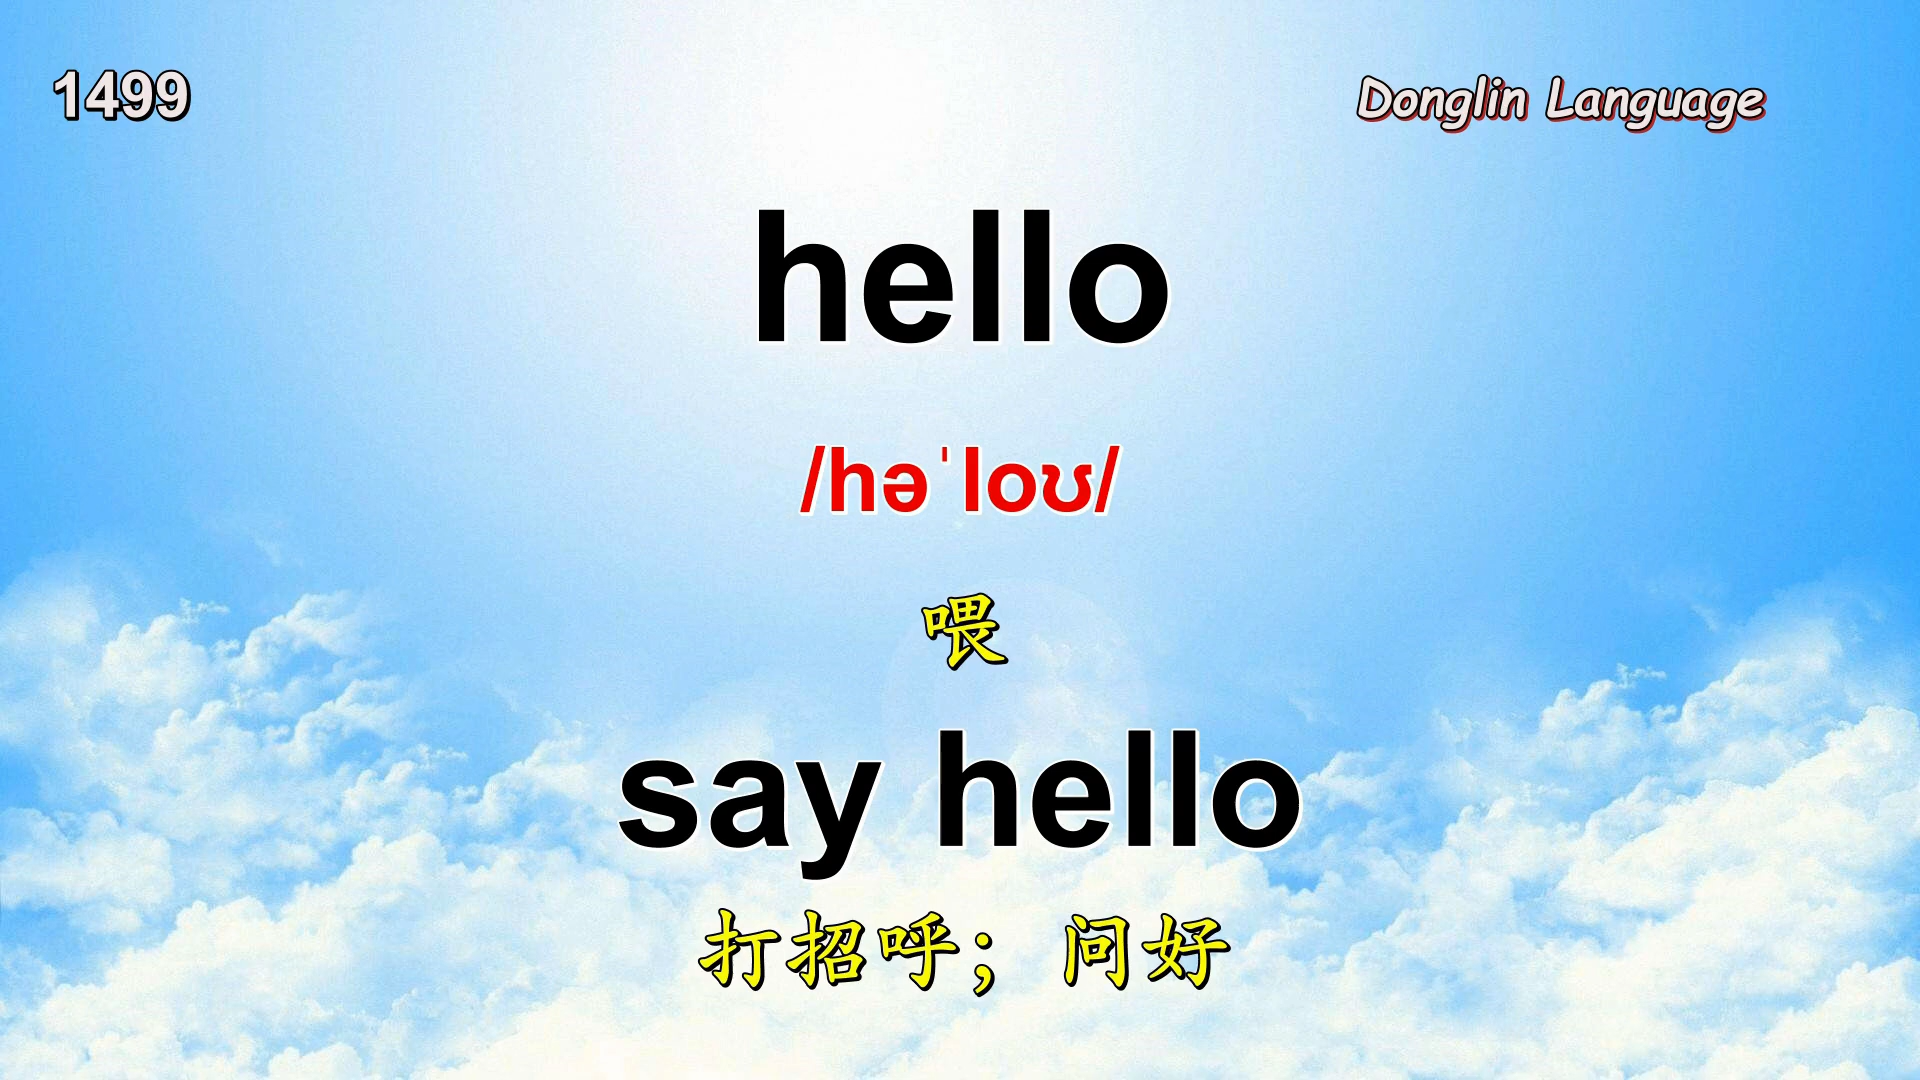 1499
Donglin Language
hello
/həˈloʊ/
喂
say hello
打招呼；问好